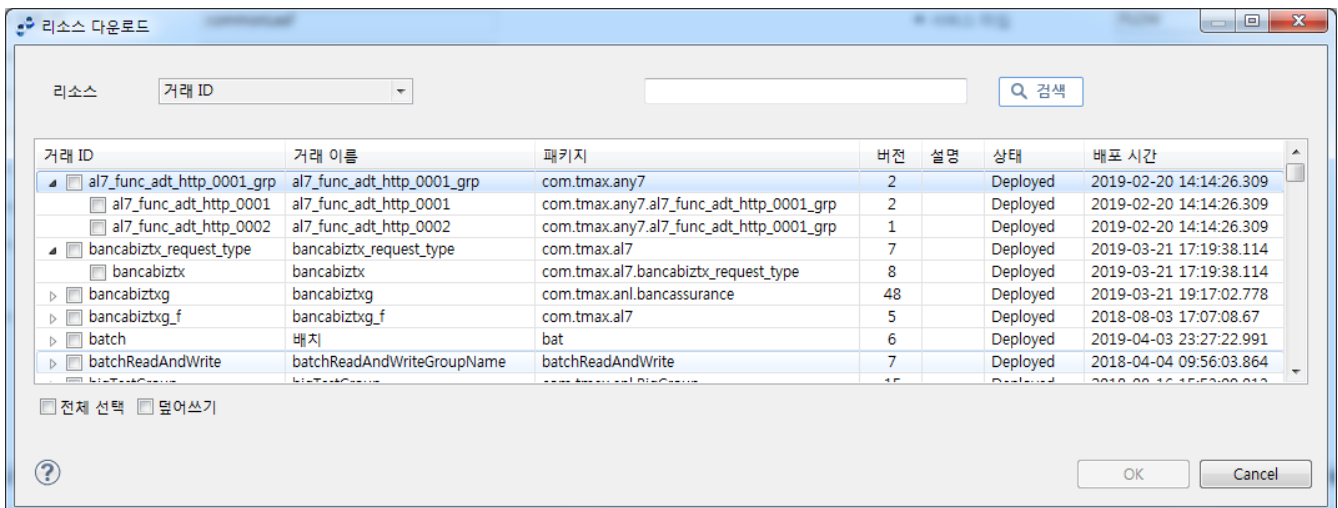 리소스 다운로드
리소스 거래 ID 검색
거래 ID 거래 이름 패키지 버전 설명 상태 배포 시간
al7_func_adt_http_0001_grp al7_func_adt_http_0001_grp com.tmax.any7 2 Deployed 2019-02-20 14:14:26.309
al7_func_adt_http_0001 al7_func_adt_http_0001 com.tmax.any7.al7_func_adt_http_0001_grp 2 Deployed 2019-02-20 14:14:26.309
al7_func_adt_http_0002 al7_func_adt_http_0002 com.tmax.any7.al7_func_adt_http_0001_grp 1 Deployed 2019-02-20 14:14:26.309
bancabiztx_request_type bancabiztx_request_type com.tmax.al7 7 Deployed 2019-03-21 17:19:38.114
bancabiztx bancabiztx com.tmax.al7.bancabiztx_request_type 8 Deployed 2019-03-21 17:19:38.114
bancabiztxg bancabiztxg com.tmax.anl.bancassurance 48 Deployed 2019-03-21 19:17:02.778
bancabiztxg_f bancabiztxg_f com.tmax.al7 5 Deployed 2018-08-03 17:07:08.67
batch 배치 bat 6 Deployed 2019-04-03 23:27:22.991
batchReadAndWrite batchReadAndWriteGroupName batchReadAndWrite 7 Deployed 2018-04-04 09:56:03.864
전체 선택 덮어쓰기
OK Cancel